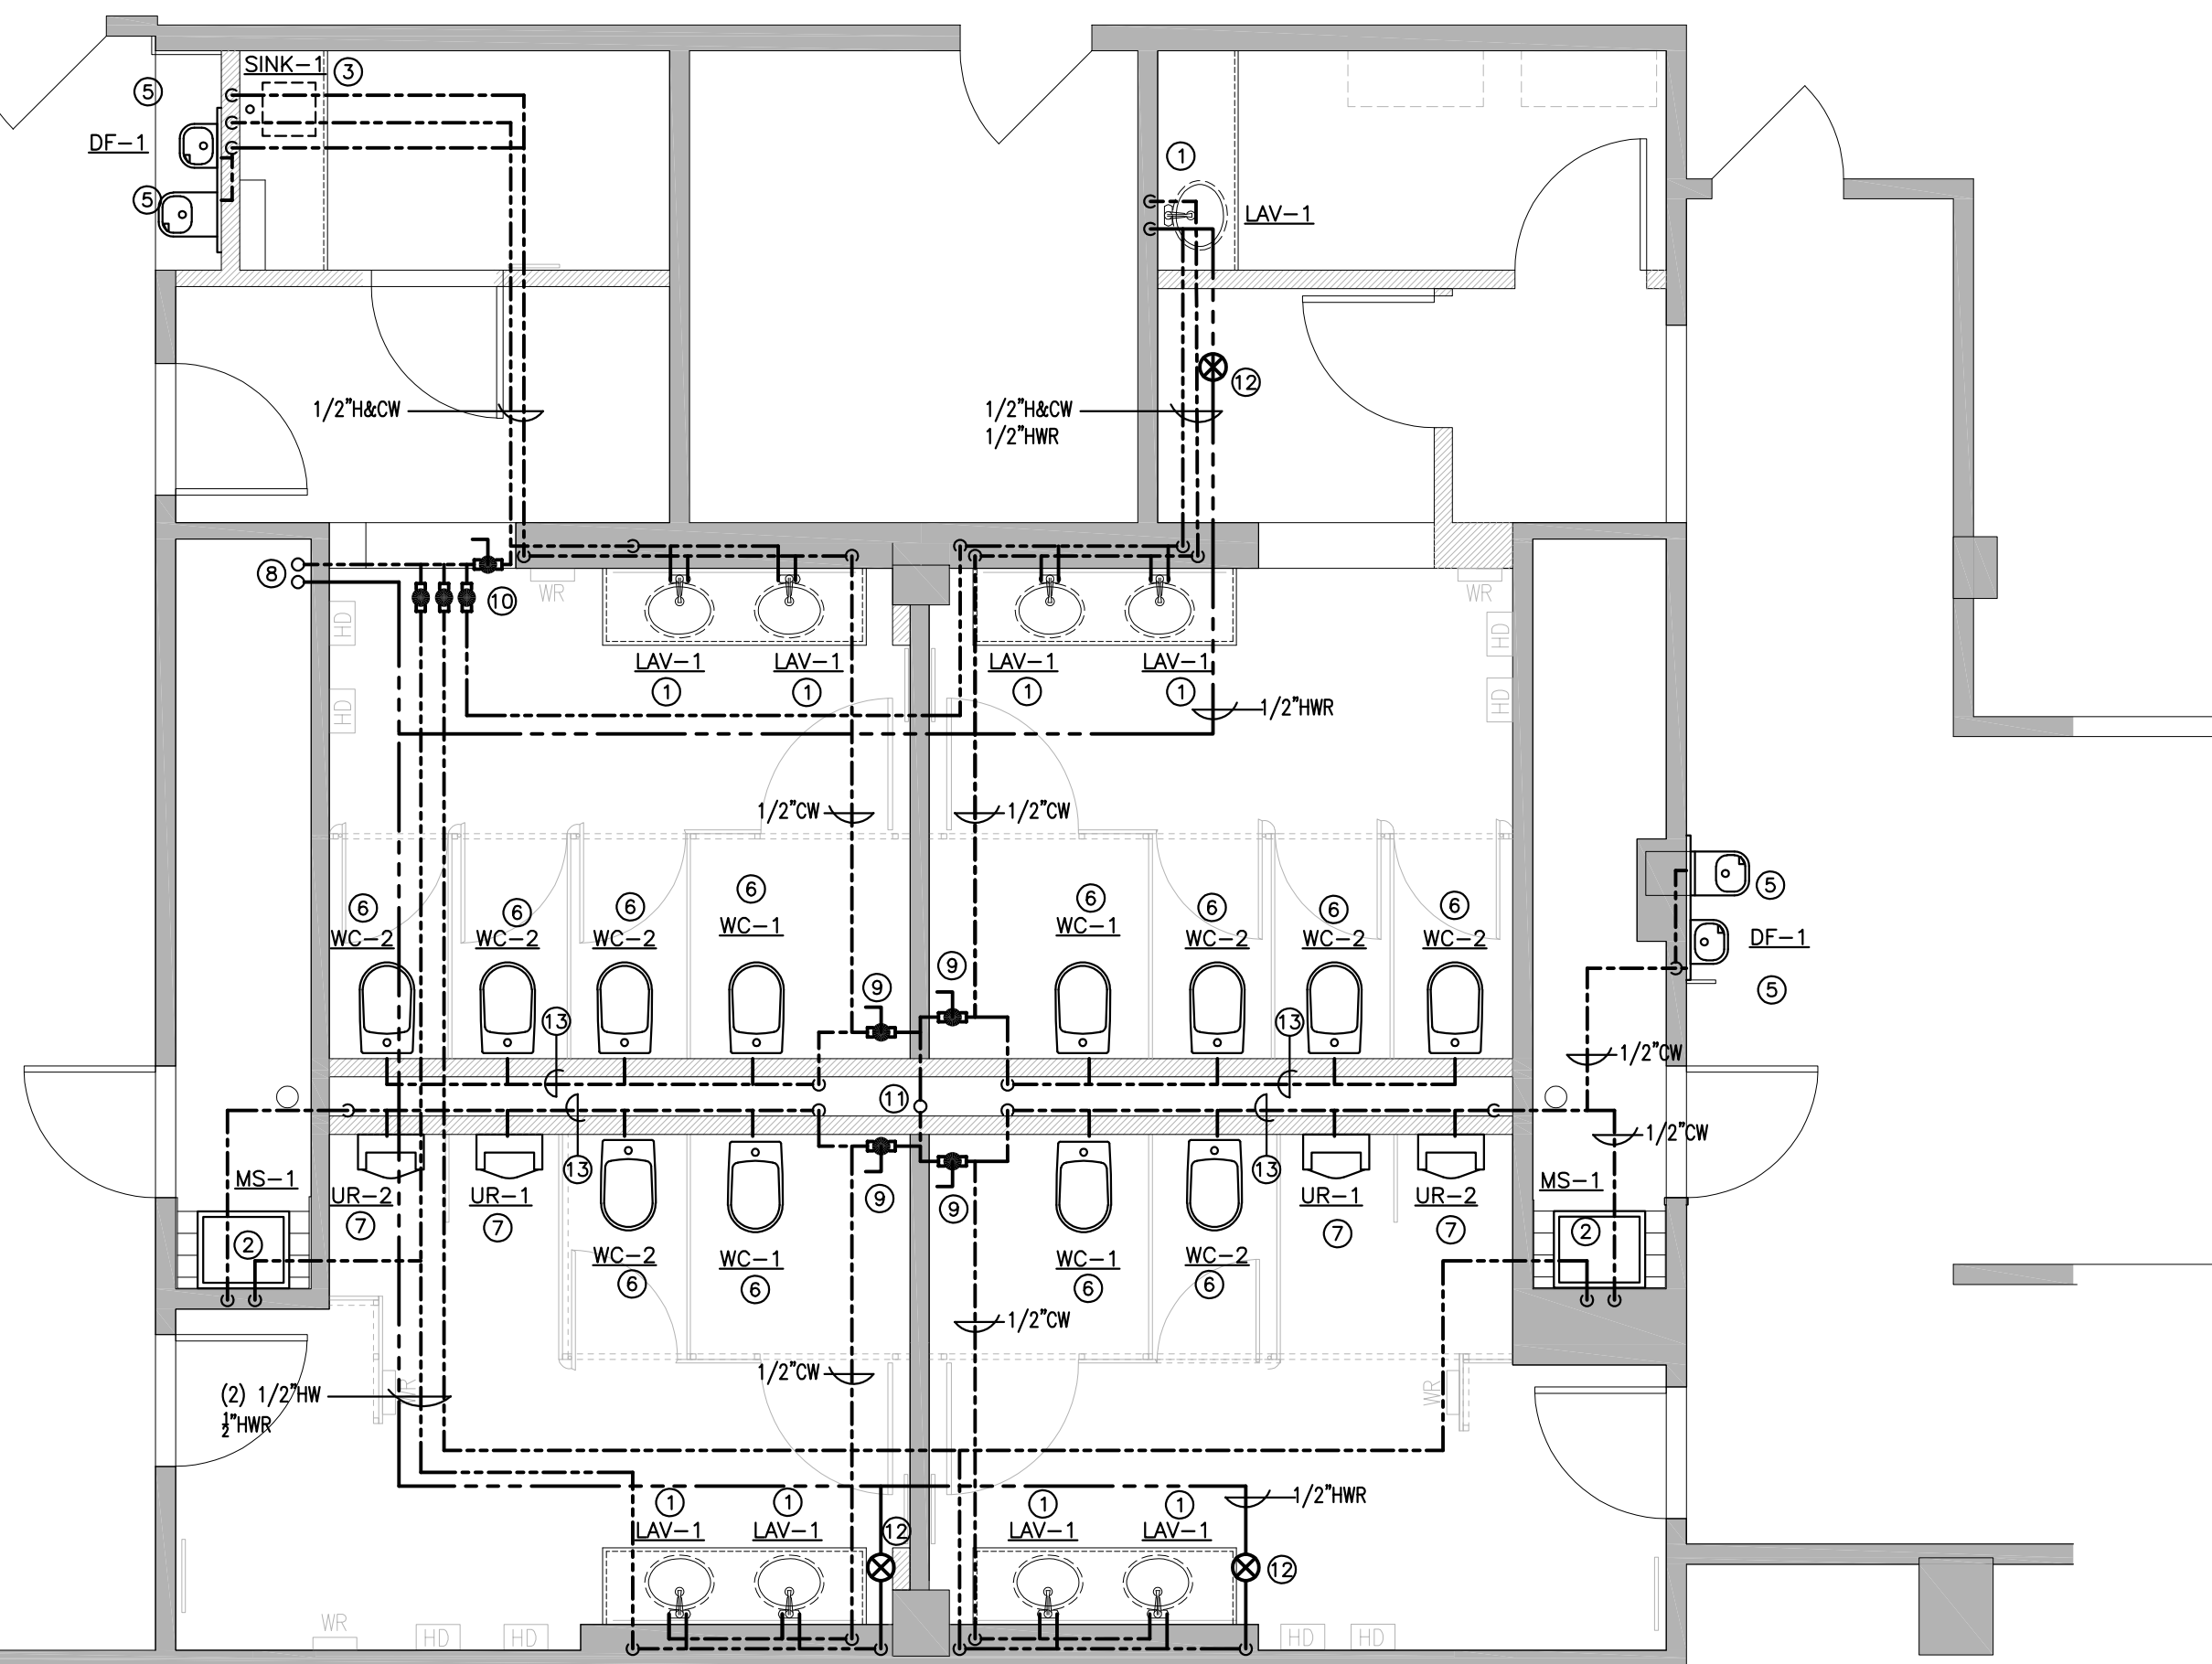 SINK-1 3
5
DF-1
5
1
LAV-1
12
1/2"H&CW
1/2"H&CW
1/2"HWR
8
10
WR
WR
HD
HD
HD
HD
LAV-1 LAV-1 LAV-1 LAV-1
1 1 1 1
1/2"HWR
1/2"CW 1/2"CW
6 6 6 6 6 6 6 6
WC-2 WC-2 WC-2 WC-1 WC-1 WC-2 WC-2 WC-2
5
DF-1
5
9 9
13 13
1/2"CW
11
1/2"CW
13 13
9 9
MS-1 UR-2 UR-1 UR-1 UR-2 MS-1
7 7 7 7
2 2
WC-2 WC-1 WC-1 WC-2
6 6 6 6
1/2"CW
1/2"CW
(2) 1/2"HW
½"HWR
WR
WR
1/2"HWR
1 1 1 1
LAV-1 LAV-1 LAV-1 LAV-1
12
12
WR
HD HD HD HD